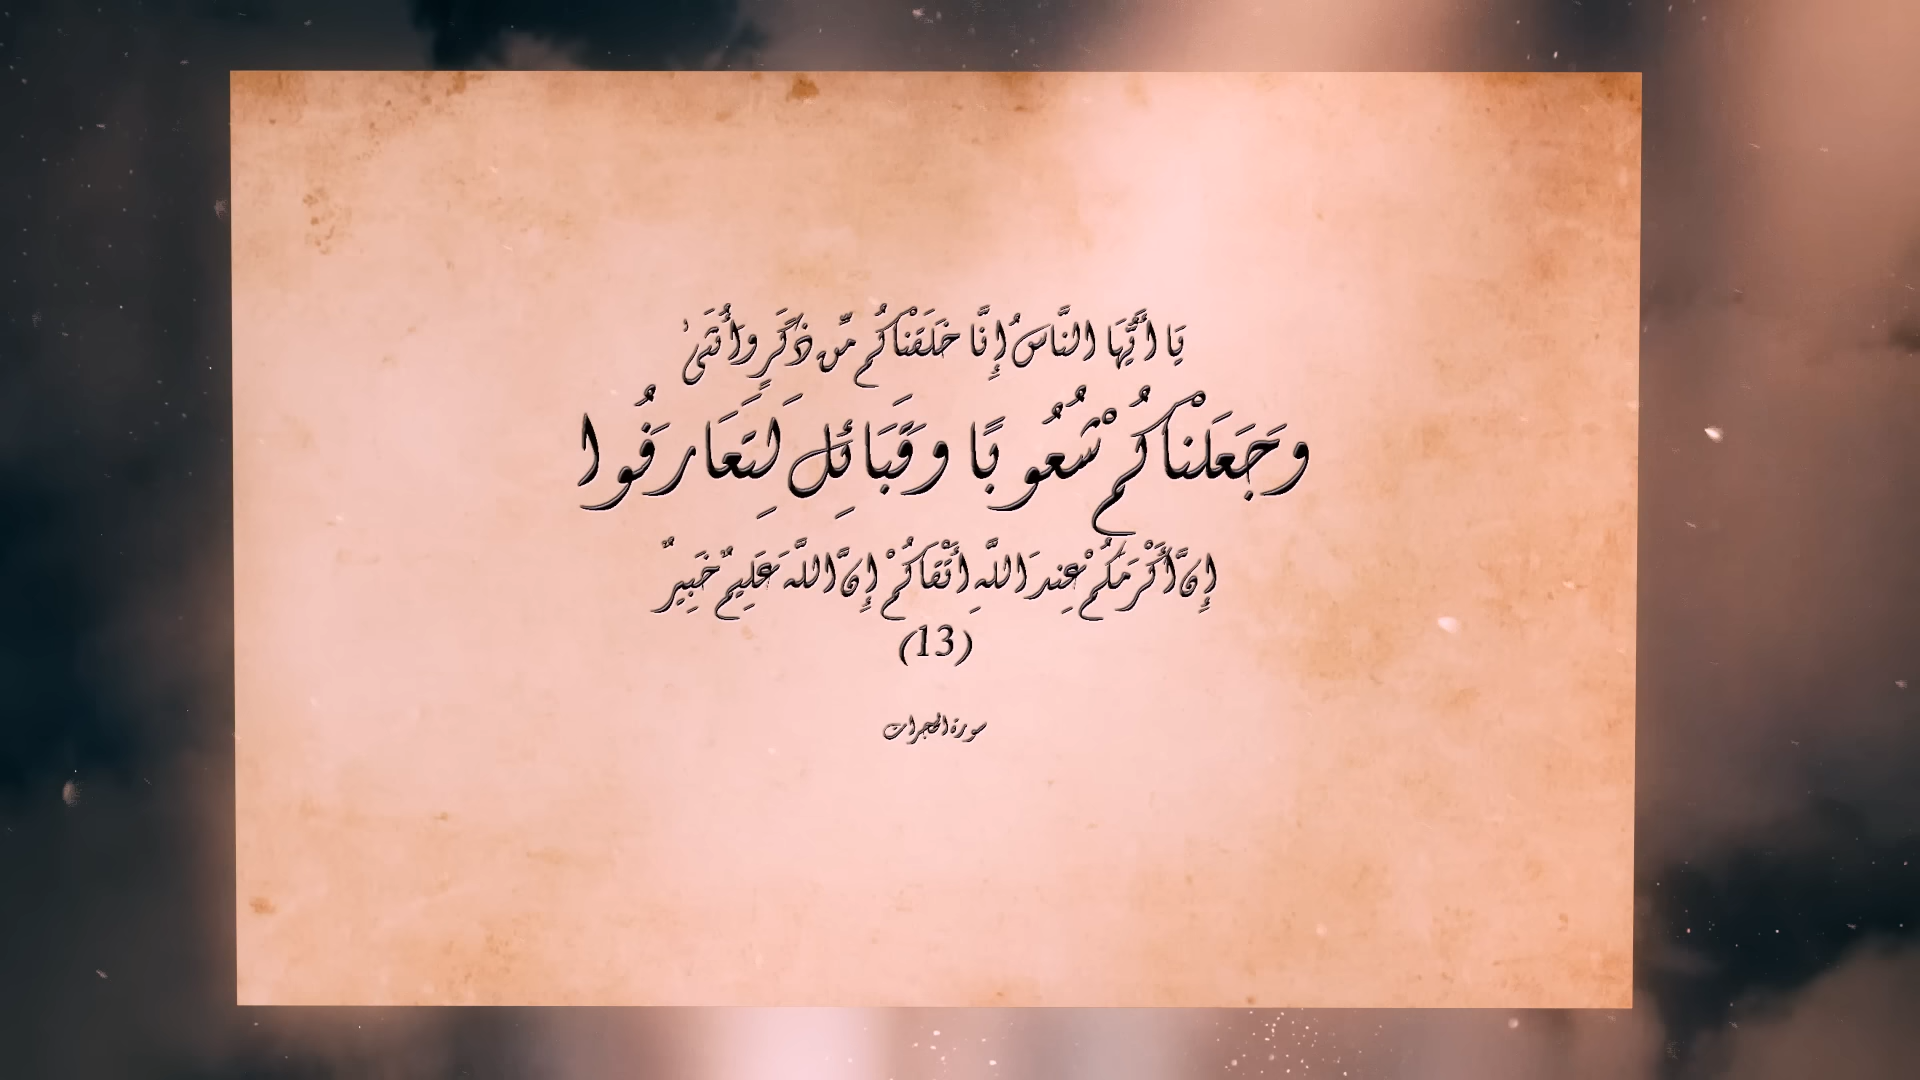 يَا أَيُّهَا النَّاسُ إِنَّا خَلَقْنَاكُم مِّن ذَكَرٍ وَأُنثَىٰ
وَجَعَلْنَاكُمْ شُعُوبًا وَقَبَائِلَ لِتَعَارَفُوا
إِنَّ أَكْرَمَكُمْ عِندَ اللَّهِ أَتْقَاكُمْ إِنَّ اللَّهَ عَلِيمٌ خَبِيرٌ
(13)
سورة الحجرات